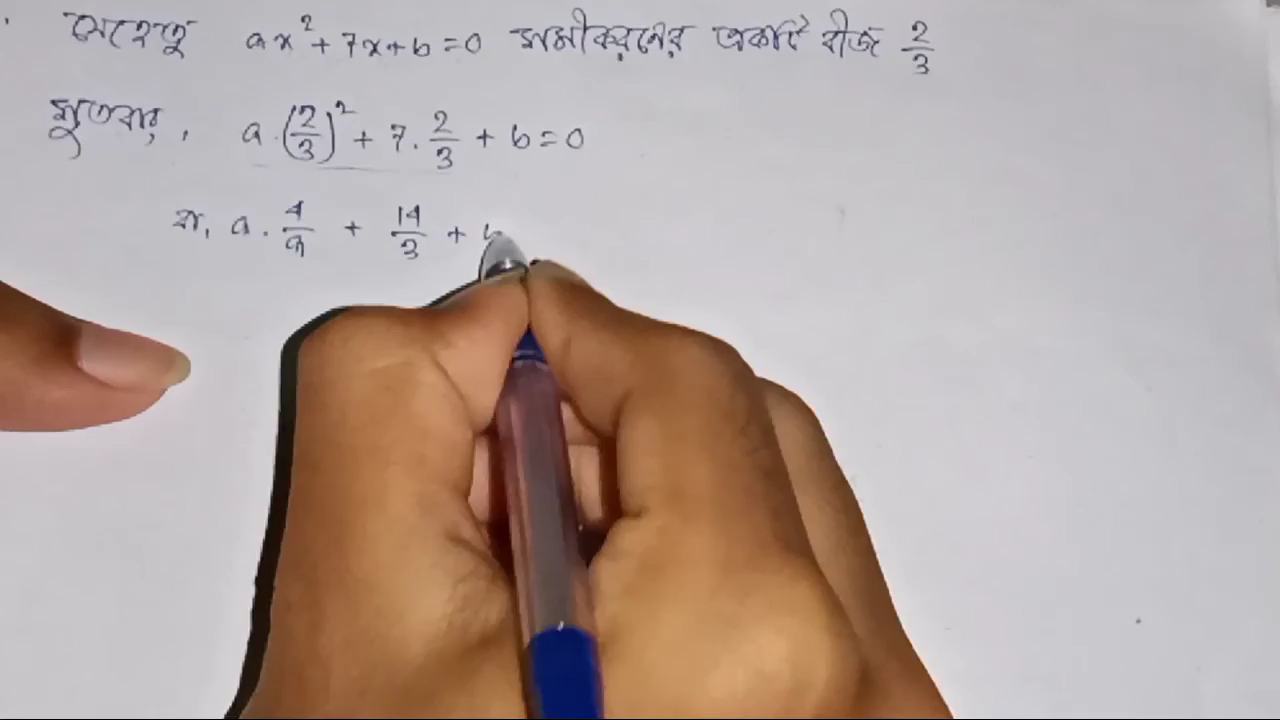 যেহেতু ax² + 7x + b = 0 সমীকরনের একটি বীজ 2/3
সুতরাং, a·(2/3)² + 7·2/3 + b = 0
বা, a·4/9 + 14/3 + b